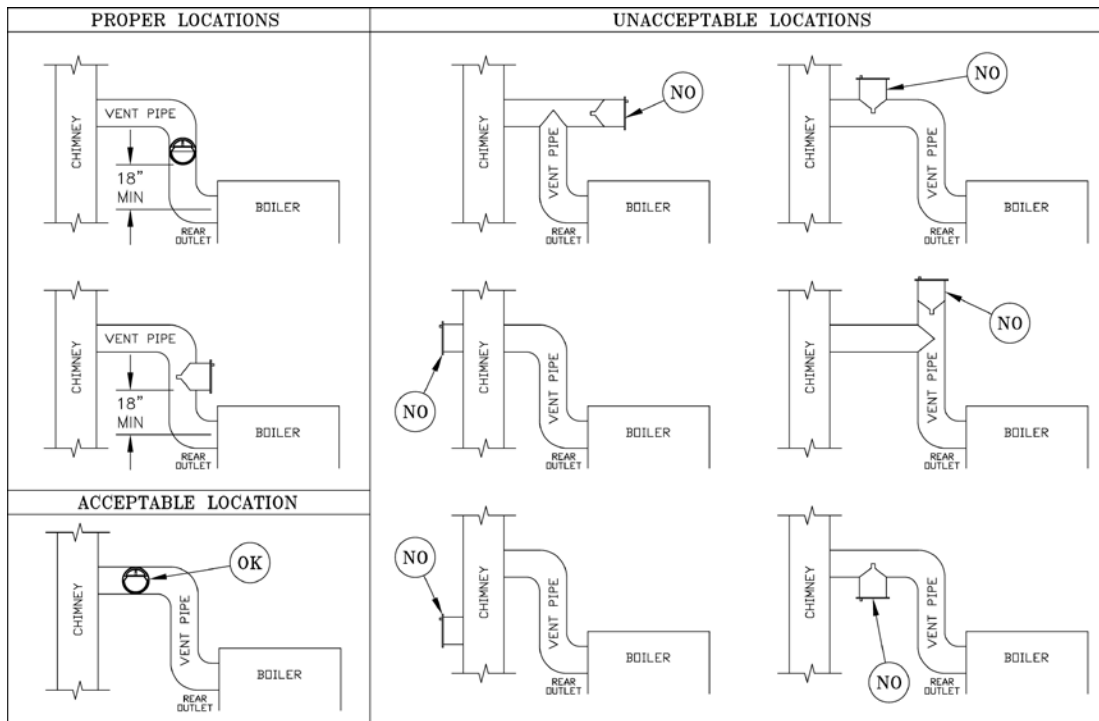 PROPER LOCATIONS
CHIMNEY
VENT PIPE
18"
MIN
BOILER
REAR
OUTLET
CHIMNEY
VENT PIPE
18"
MIN
BOILER
REAR
OUTLET
ACCEPTABLE LOCATION
CHIMNEY
OK
VENT PIPE
BOILER
REAR
OUTLET
UNACCEPTABLE LOCATIONS
CHIMNEY
NO
VENT PIPE
BOILER
REAR
OUTLET
CHIMNEY
NO
VENT PIPE
BOILER
REAR
OUTLET
NO
CHIMNEY
VENT PIPE
BOILER
REAR
OUTLET
CHIMNEY
NO
VENT PIPE
BOILER
REAR
OUTLET
NO
CHIMNEY
VENT PIPE
BOILER
REAR
OUTLET
CHIMNEY
NO
VENT PIPE
BOILER
REAR
OUTLET